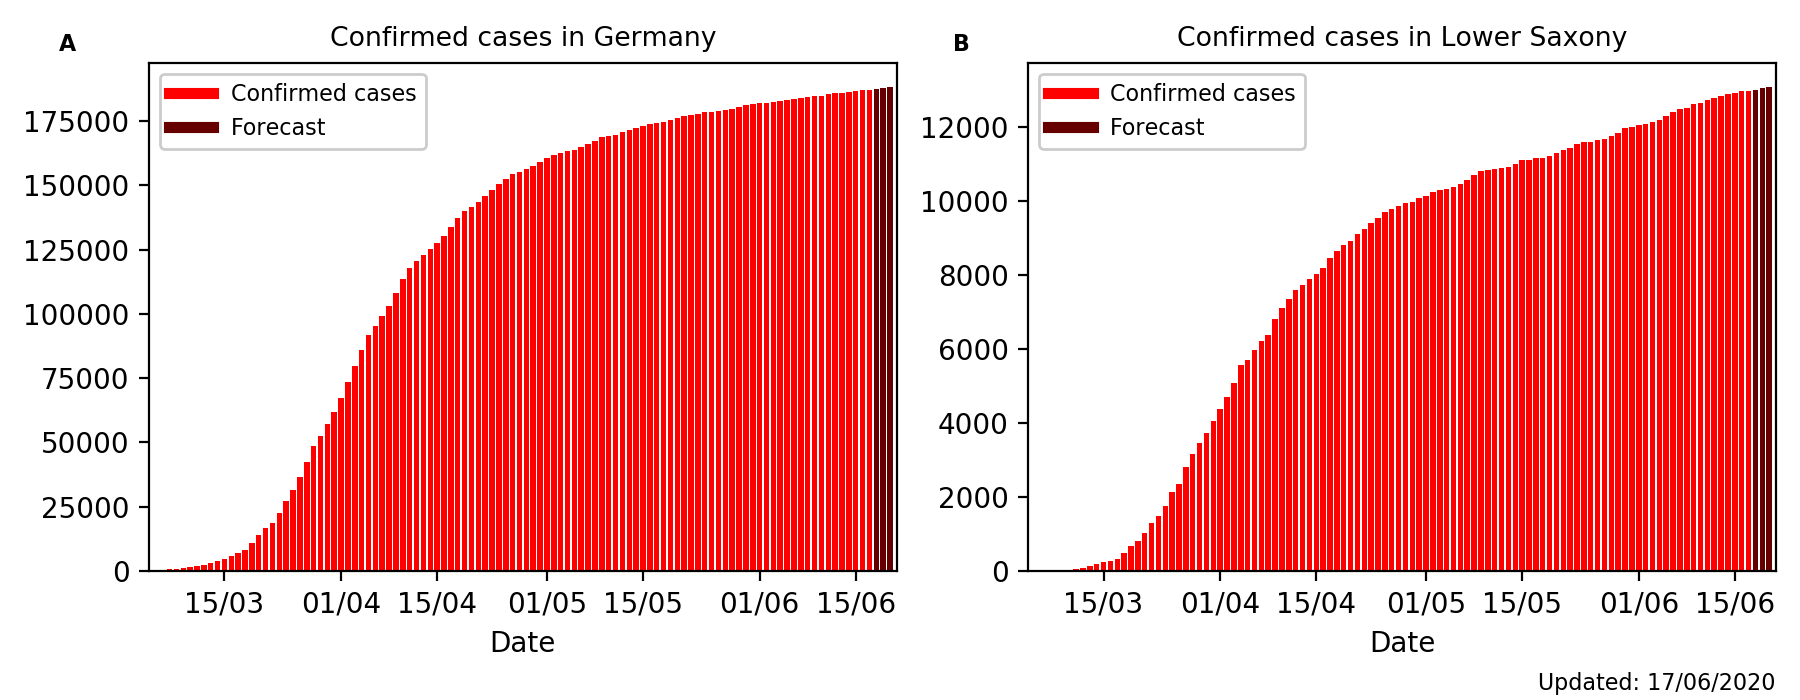 A
Confirmed cases in Germany
Confirmed cases
Forecast
175000
150000
125000
100000
75000
50000
25000
0
15/03 01/04 15/04 01/05 15/05 01/06 15/06
Date
B
Confirmed cases in Lower Saxony
Confirmed cases
Forecast
12000
10000
8000
6000
4000
2000
0
15/03 01/04 15/04 01/05 15/05 01/06 15/06
Date
Updated: 17/06/2020